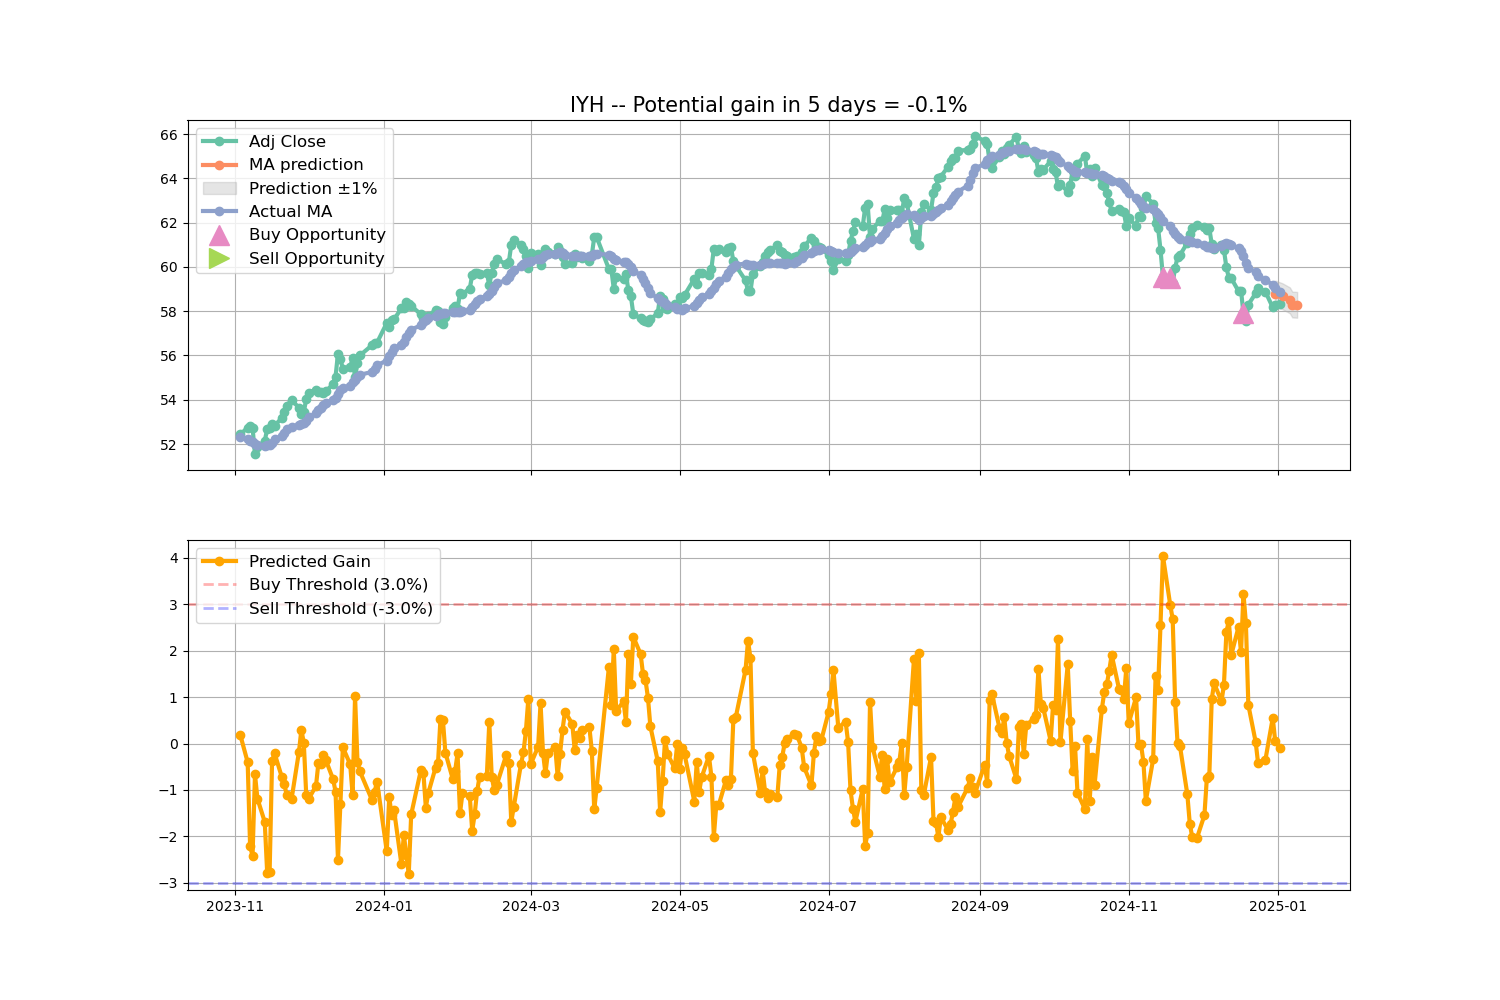 IYH -- Potential gain in 5 days = -0.1%
Adj Close
MA prediction
Prediction ±1%
Actual MA
Buy Opportunity
Sell Opportunity
66
64
62
60
58
56
54
52
Predicted Gain
Buy Threshold (3.0%)
Sell Threshold (-3.0%)
4
3
2
1
0
−1
−2
−3
2023-11 2024-01 2024-03 2024-05 2024-07 2024-09 2024-11 2025-01